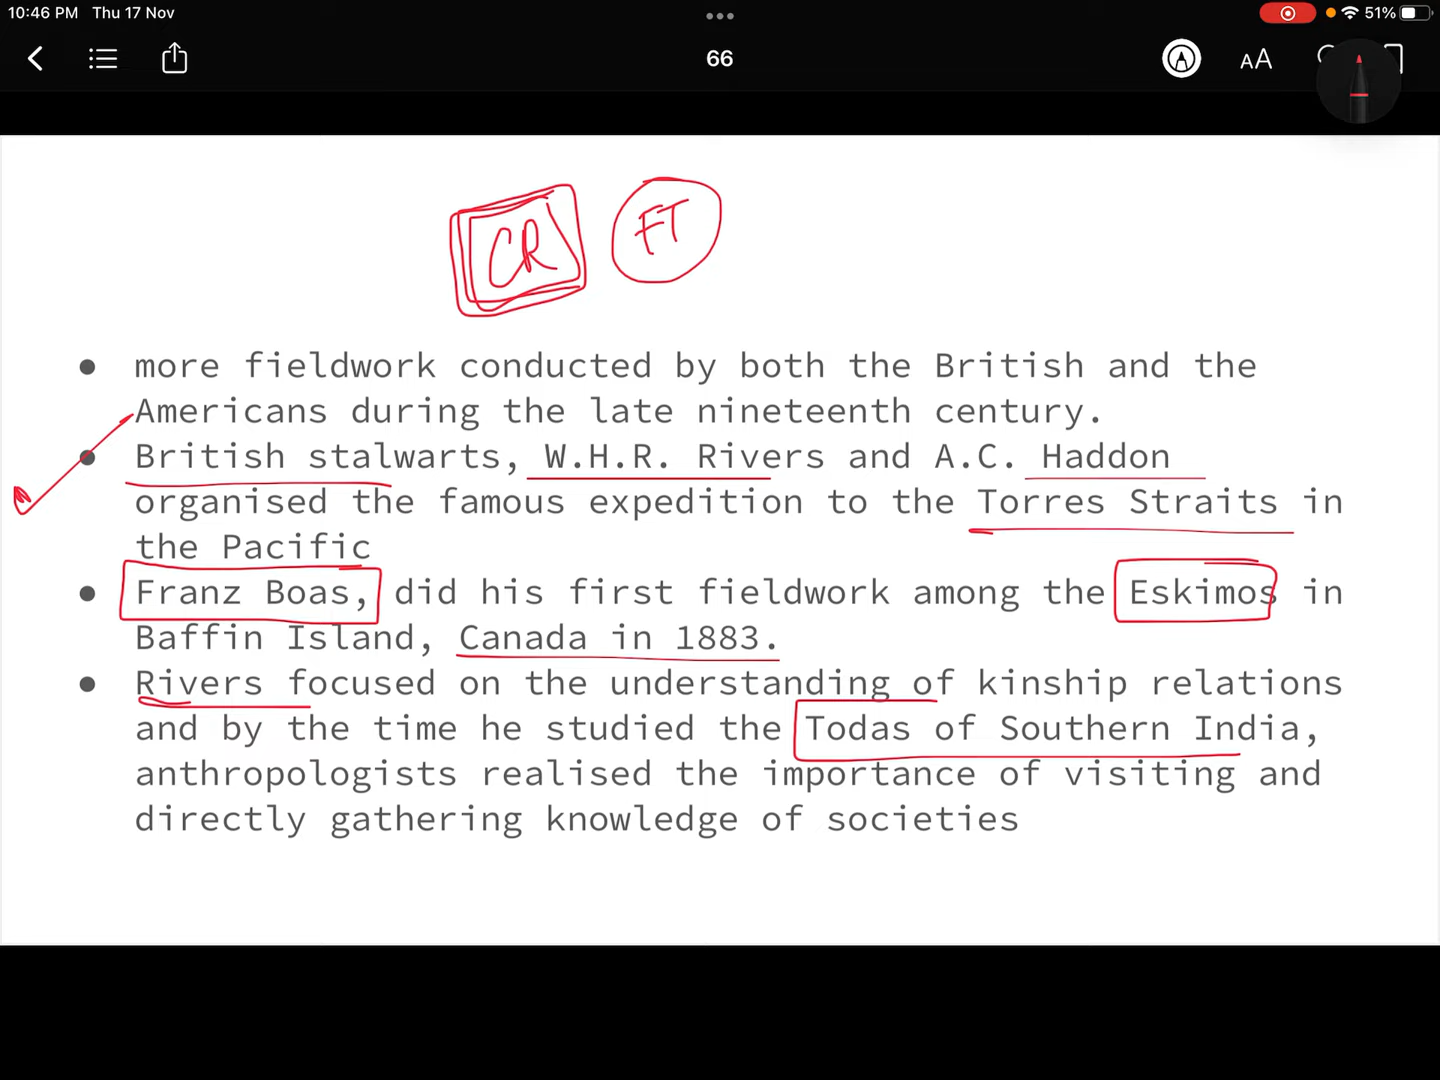 10:46 PM Thu 17 Nov
51%
66
AA
CR FT
● more fieldwork conducted by both the British and the
Americans during the late nineteenth century.
● British stalwarts, W.H.R. Rivers and A.C. Haddon
organised the famous expedition to the Torres Straits in
the Pacific
● Franz Boas, did his first fieldwork among the Eskimos in
Baffin Island, Canada in 1883.
● Rivers focused on the understanding of kinship relations
and by the time he studied the Todas of Southern India,
anthropologists realised the importance of visiting and
directly gathering knowledge of societies